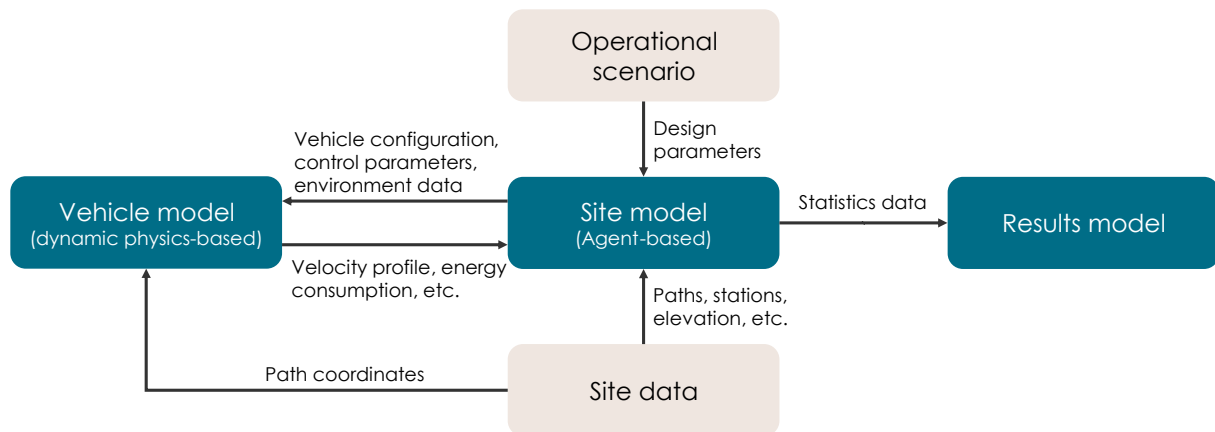 Operational
scenario
Design
parameters
Vehicle configuration,
control parameters,
environment data
Vehicle model
(dynamic physics-based)
Site model
(Agent-based)
Statistics data
Results model
Velocity profile, energy
consumption, etc.
Paths, stations,
elevation, etc.
Path coordinates
Site data